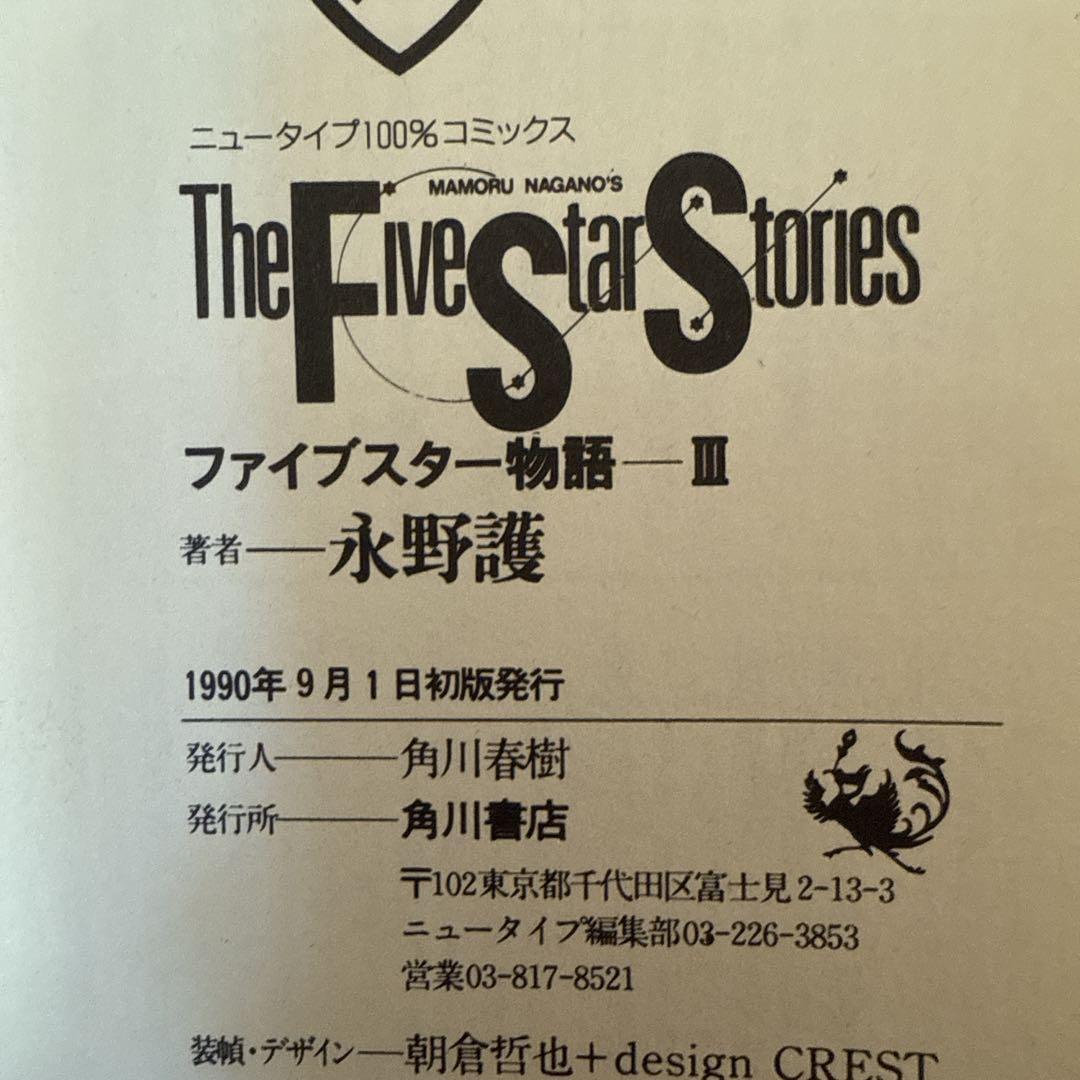 ニュータイプ100%コミックス
MAMORU NAGANO'S
The Five Star Stories
ファイブスター物語―III
著者―永野護
1990年9月1日初版発行
発行人―角川春樹
発行所―角川書店
〒102東京都千代田区富士見2-13-3
ニュータイプ編集部03-226-3853
営業03-817-8521
装幀・デザイン―朝倉哲也+design CREST